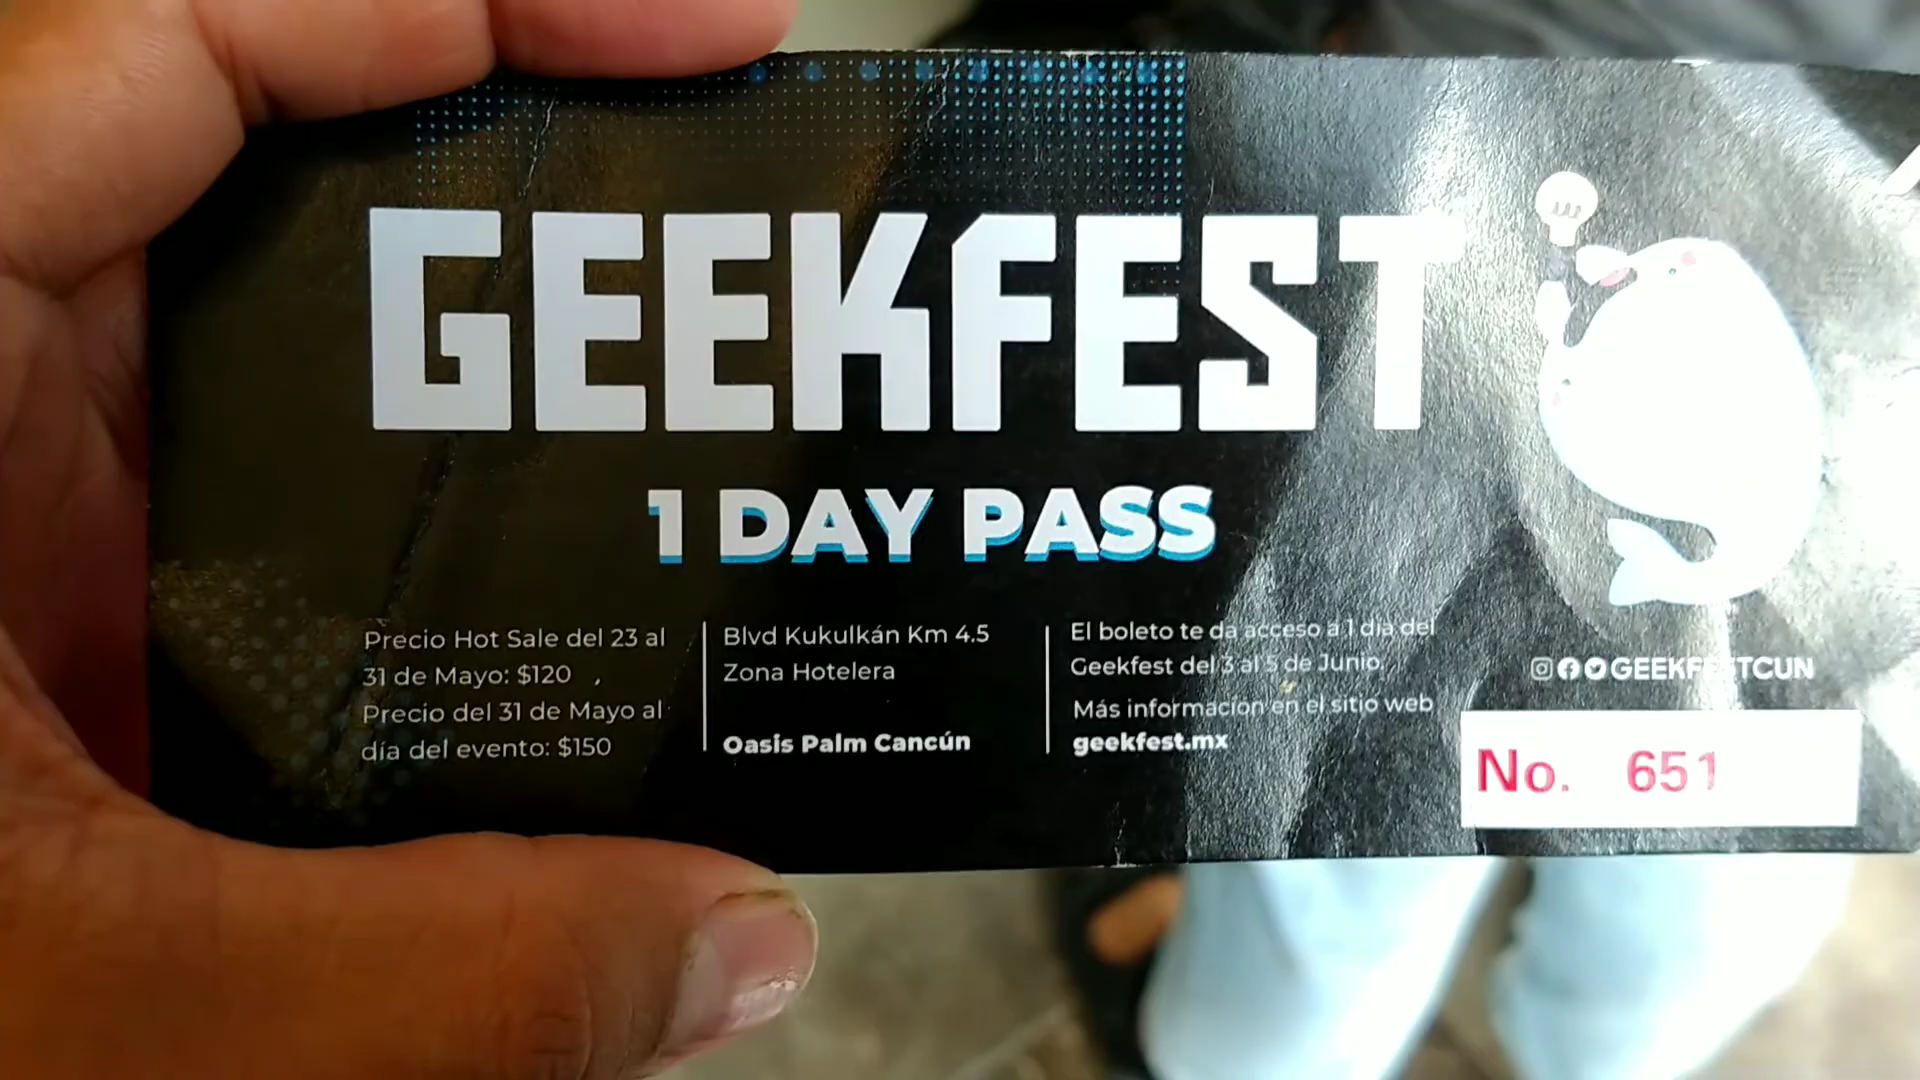 GEEKFEST
1 DAY PASS
Precio Hot Sale del 23 al
31 de Mayo: $120
Precio del 31 de Mayo al
día del evento: $150
Blvd Kukulkán Km 4.5
Zona Hotelera
Oasis Palm Cancún
El boleto te da acceso a 1 dia del
Geekfest del 3 al 5 de Junio.
Más informacion en el sitio web
geekfest.mx
GEEKFESTCUN
No. 651